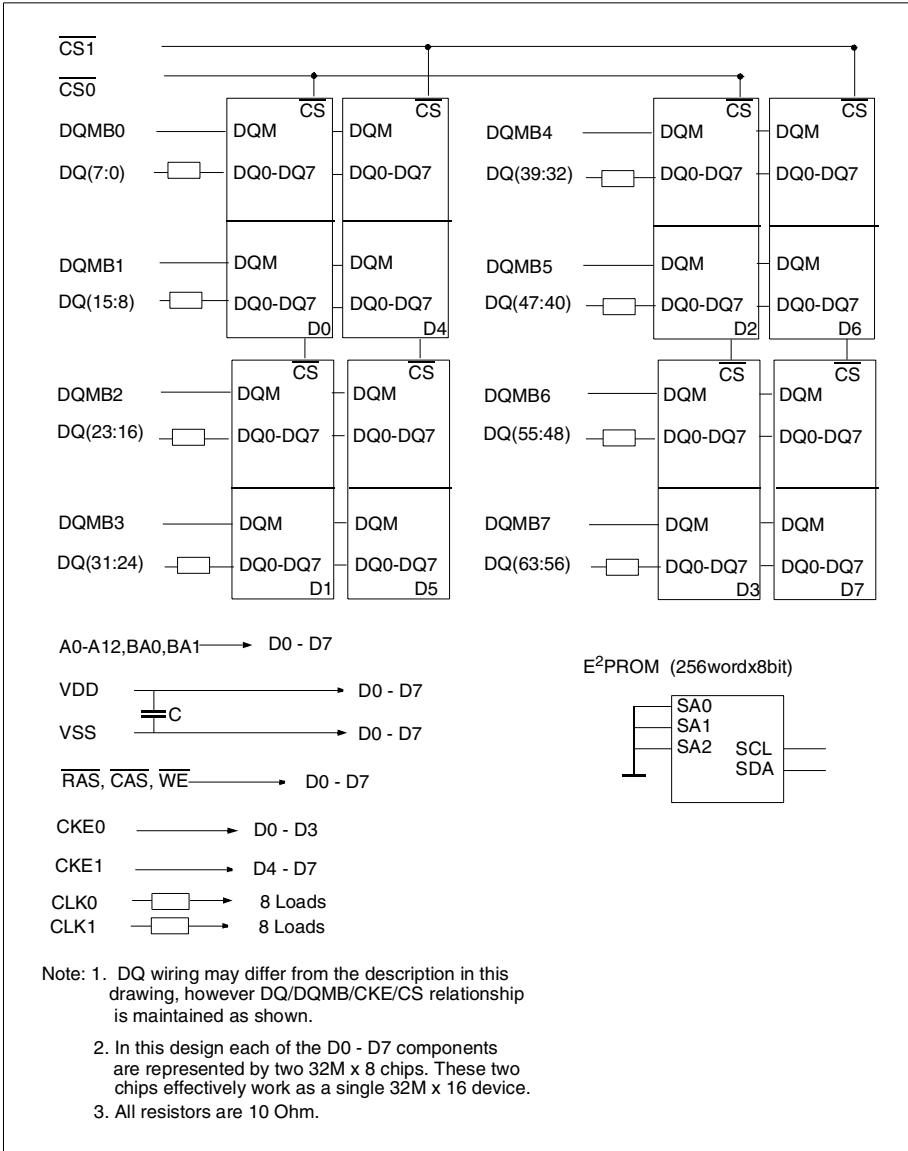 CS1
CS0
CS CS
DQMB0 DQM DQM
DQ(7:0) DQ0-DQ7 DQ0-DQ7
DQMB1 DQM DQM
DQ(15:8) DQ0-DQ7 DQ0-DQ7
D0 D4
CS CS
DQMB2 DQM DQM
DQ(23:16) DQ0-DQ7 DQ0-DQ7
DQMB3 DQM DQM
DQ(31:24) DQ0-DQ7 DQ0-DQ7
D1 D5
CS CS
DQMB4 DQM DQM
DQ(39:32) DQ0-DQ7 DQ0-DQ7
DQMB5 DQM DQM
DQ(47:40) DQ0-DQ7 DQ0-DQ7
D2 D6
CS CS
DQMB6 DQM DQM
DQ(55:48) DQ0-DQ7 DQ0-DQ7
DQMB7 DQM DQM
DQ(63:56) DQ0-DQ7 DQ0-DQ7
D3 D7
A0-A12,BA0,BA1 D0 - D7
VDD D0 - D7
C
VSS D0 - D7
RAS, CAS, WE D0 - D7
CKE0 D0 - D3
CKE1 D4 - D7
CLK0 8 Loads
CLK1 8 Loads
E²PROM (256wordx8bit)
SA0
SA1
SA2 SCL
SDA
Note: 1. DQ wiring may differ from the description in this
drawing, however DQ/DQMB/CKE/CS relationship
is maintained as shown.
2. In this design each of the D0 - D7 components
are represented by two 32M x 8 chips. These two
chips effectively work as a single 32M x 16 device.
3. All resistors are 10 Ohm.